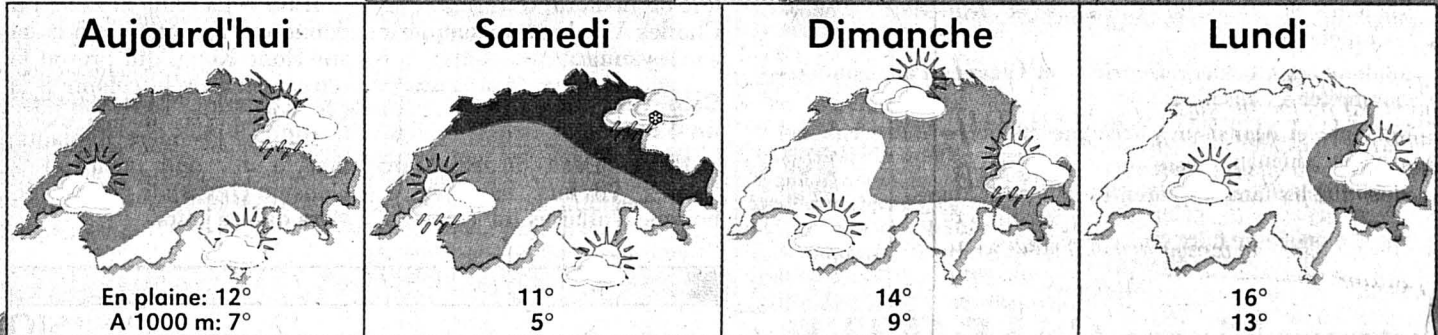 Aujourd'hui
En plaine: 12°
A 1000 m: 7°
Samedi
11°
5°
Dimanche
14°
9°
Lundi
16°
13°